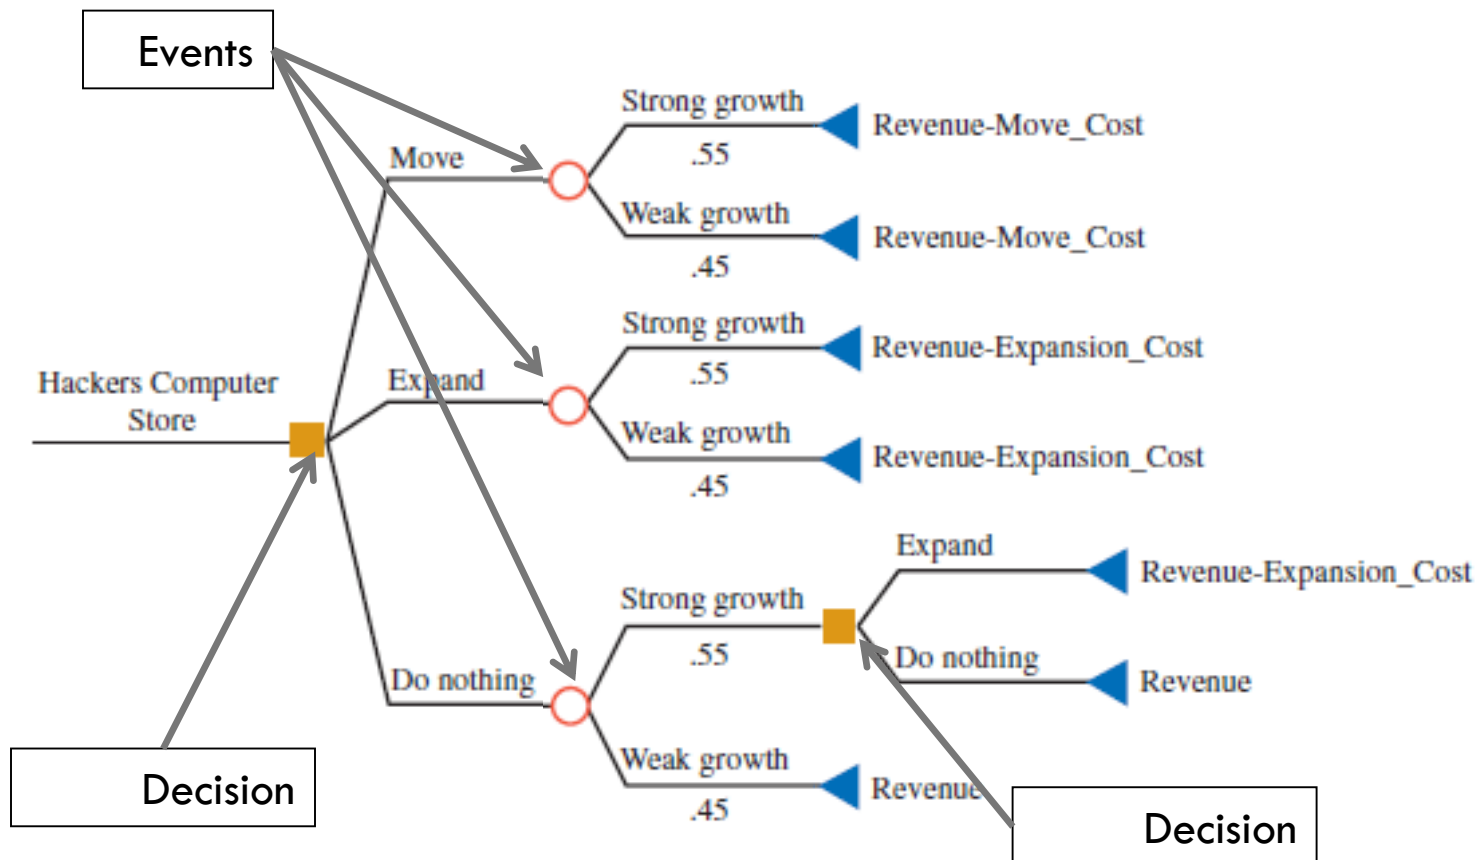 Events
Strong growth
Revenue-Move_Cost
.55
Move
Weak growth
Revenue-Move_Cost
.45
Strong growth
Revenue-Expansion_Cost
.55
Hackers Computer
Store
Expand
Weak growth
Revenue-Expansion_Cost
.45
Expand
Revenue-Expansion_Cost
Strong growth
.55
Do nothing
Revenue
Do nothing
Weak growth
Revenue
.45
Decision
Decision